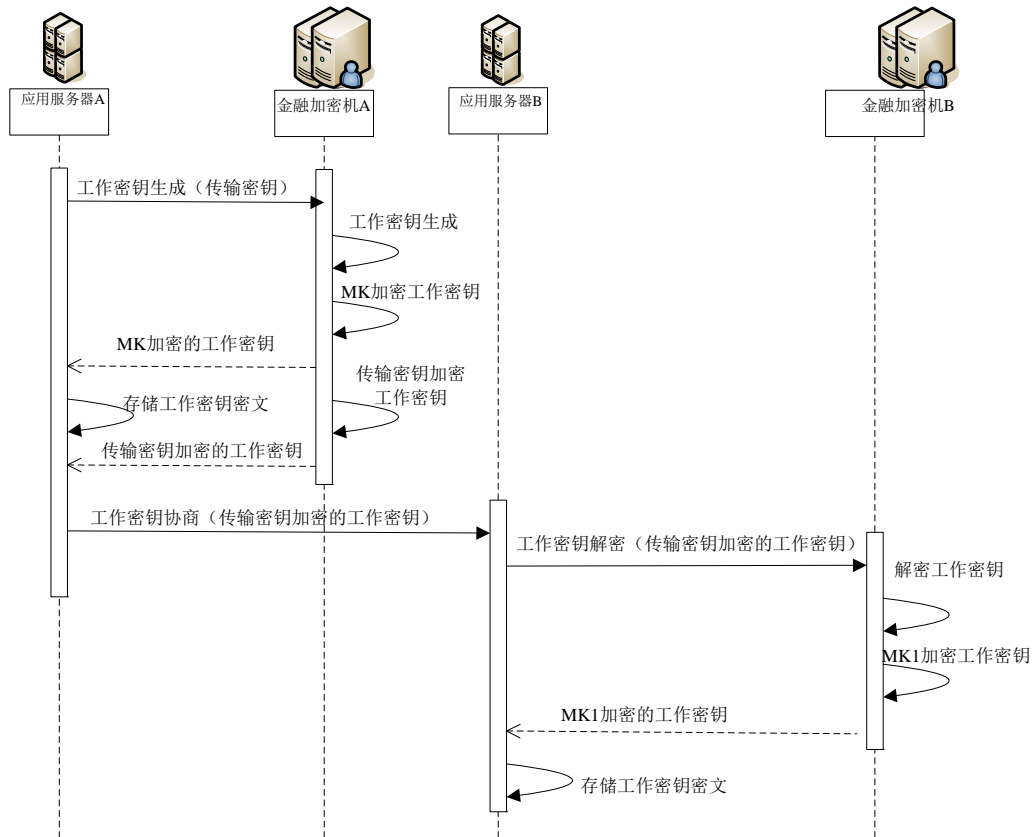 应用服务器A
金融加密机A
应用服务器B
金融加密机B
工作密钥生成（传输密钥）
工作密钥生成
MK加密工作密钥
MK加密的工作密钥
传输密钥加密
工作密钥
存储工作密钥密文
传输密钥加密的工作密钥
工作密钥协商（传输密钥加密的工作密钥）
工作密钥解密（传输密钥加密的工作密钥）
解密工作密钥
MK1加密工作密钥
MK1加密的工作密钥
存储工作密钥密文